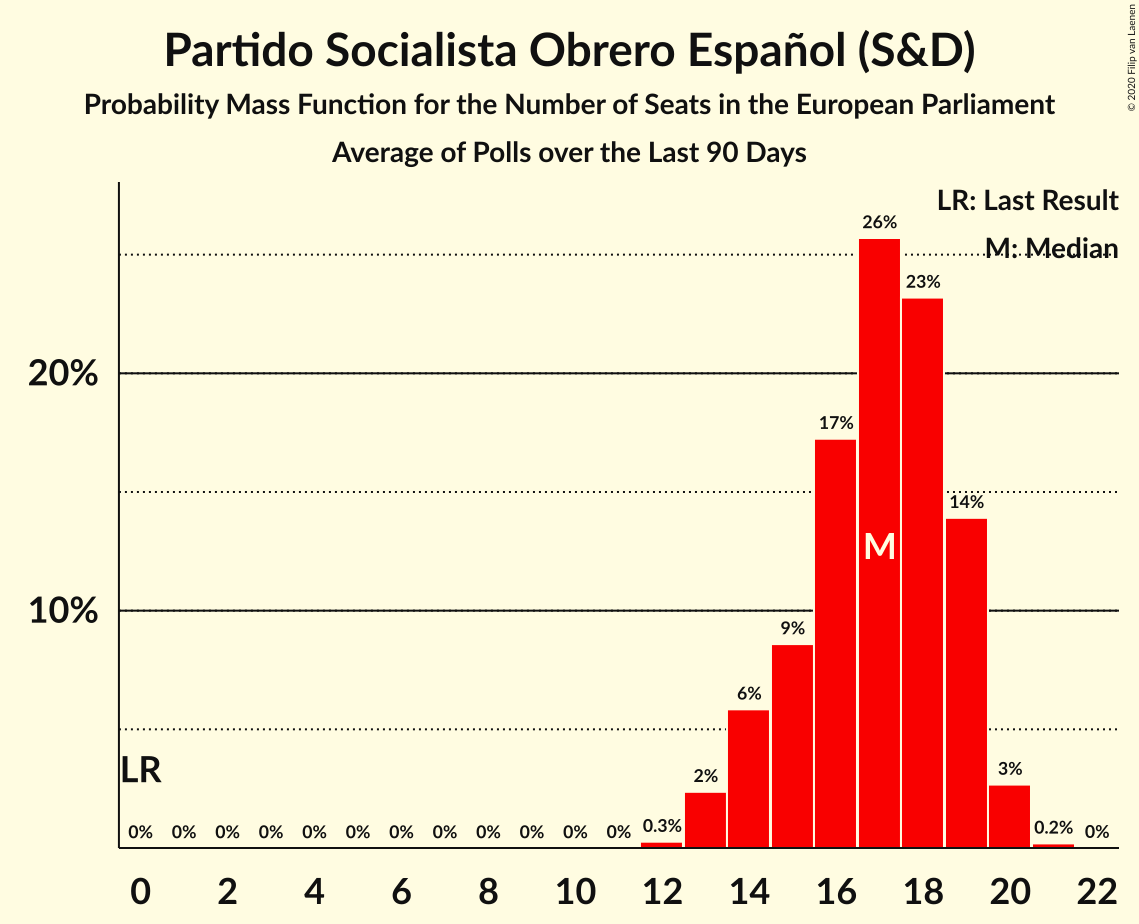 Partido Socialista Obrero Español (S&D)
Probability Mass Function for the Number of Seats in the European Parliament
Average of Polls over the Last 90 Days
© 2020 Filip van Laenen
LR: Last Result
M: Median
20%
10%
LR
M
0% 0% 0% 0% 0% 0% 0% 0% 0% 0% 0% 0% 0.3% 2% 6% 9% 17% 26% 23% 14% 3% 0.2% 0%
0 2 4 6 8 10 12 14 16 18 20 22